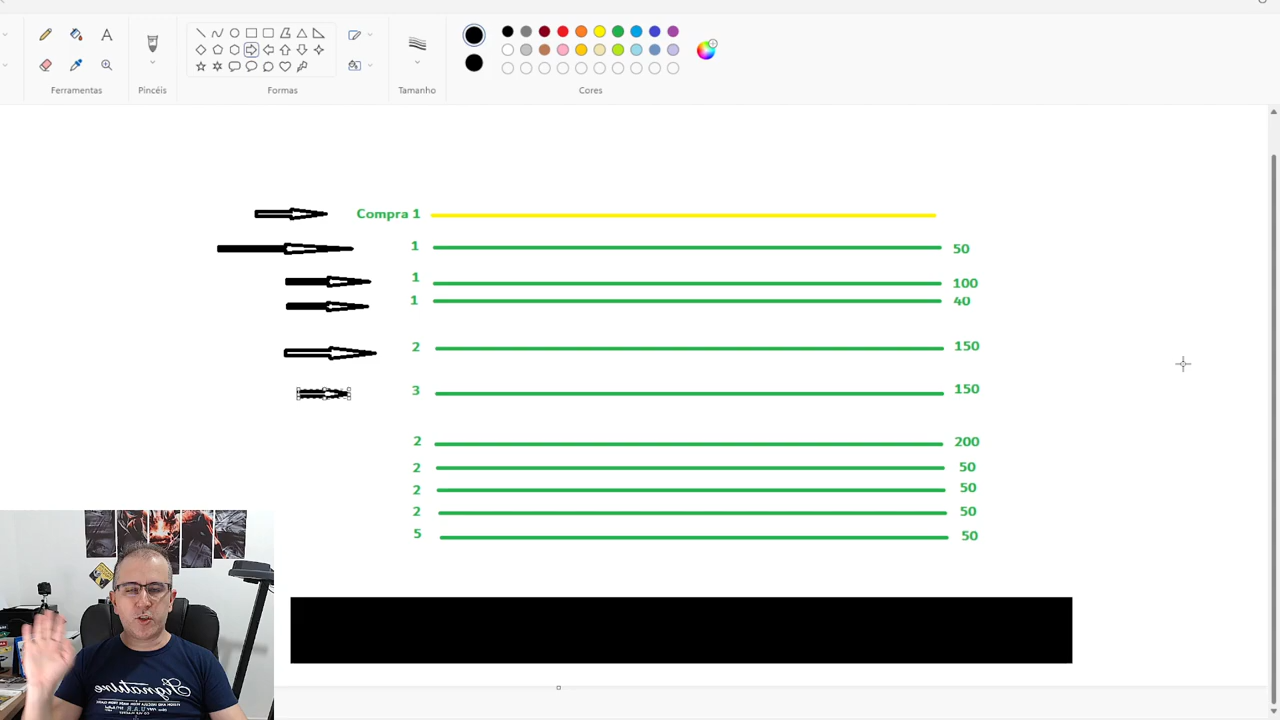 A
Ferramentas Pincéis Formas Tamanho Cores
Compra 1
1 50
1 100
1 40
2 150
3 150
2 200
2 50
2 50
2 50
5 50
Signature